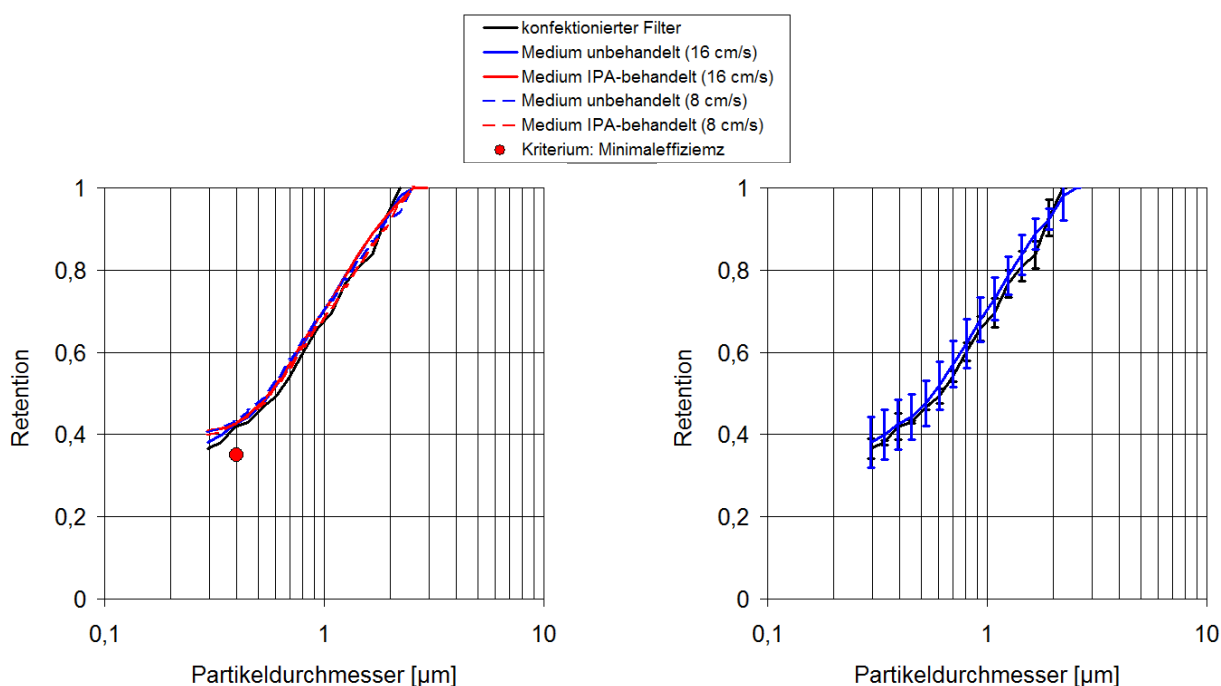 konfektionierter Filter
Medium unbehandelt (16 cm/s)
Medium IPA-behandelt (16 cm/s)
Medium unbehandelt (8 cm/s)
Medium IPA-behandelt (8 cm/s)
Kriterium: Minimaleffiziemz
Retention
1
0,8
0,6
0,4
0,2
0
0,1
1
10
Partikeldurchmesser [µm]
Retention
1
0,8
0,6
0,4
0,2
0
0,1
1
10
Partikeldurchmesser [µm]